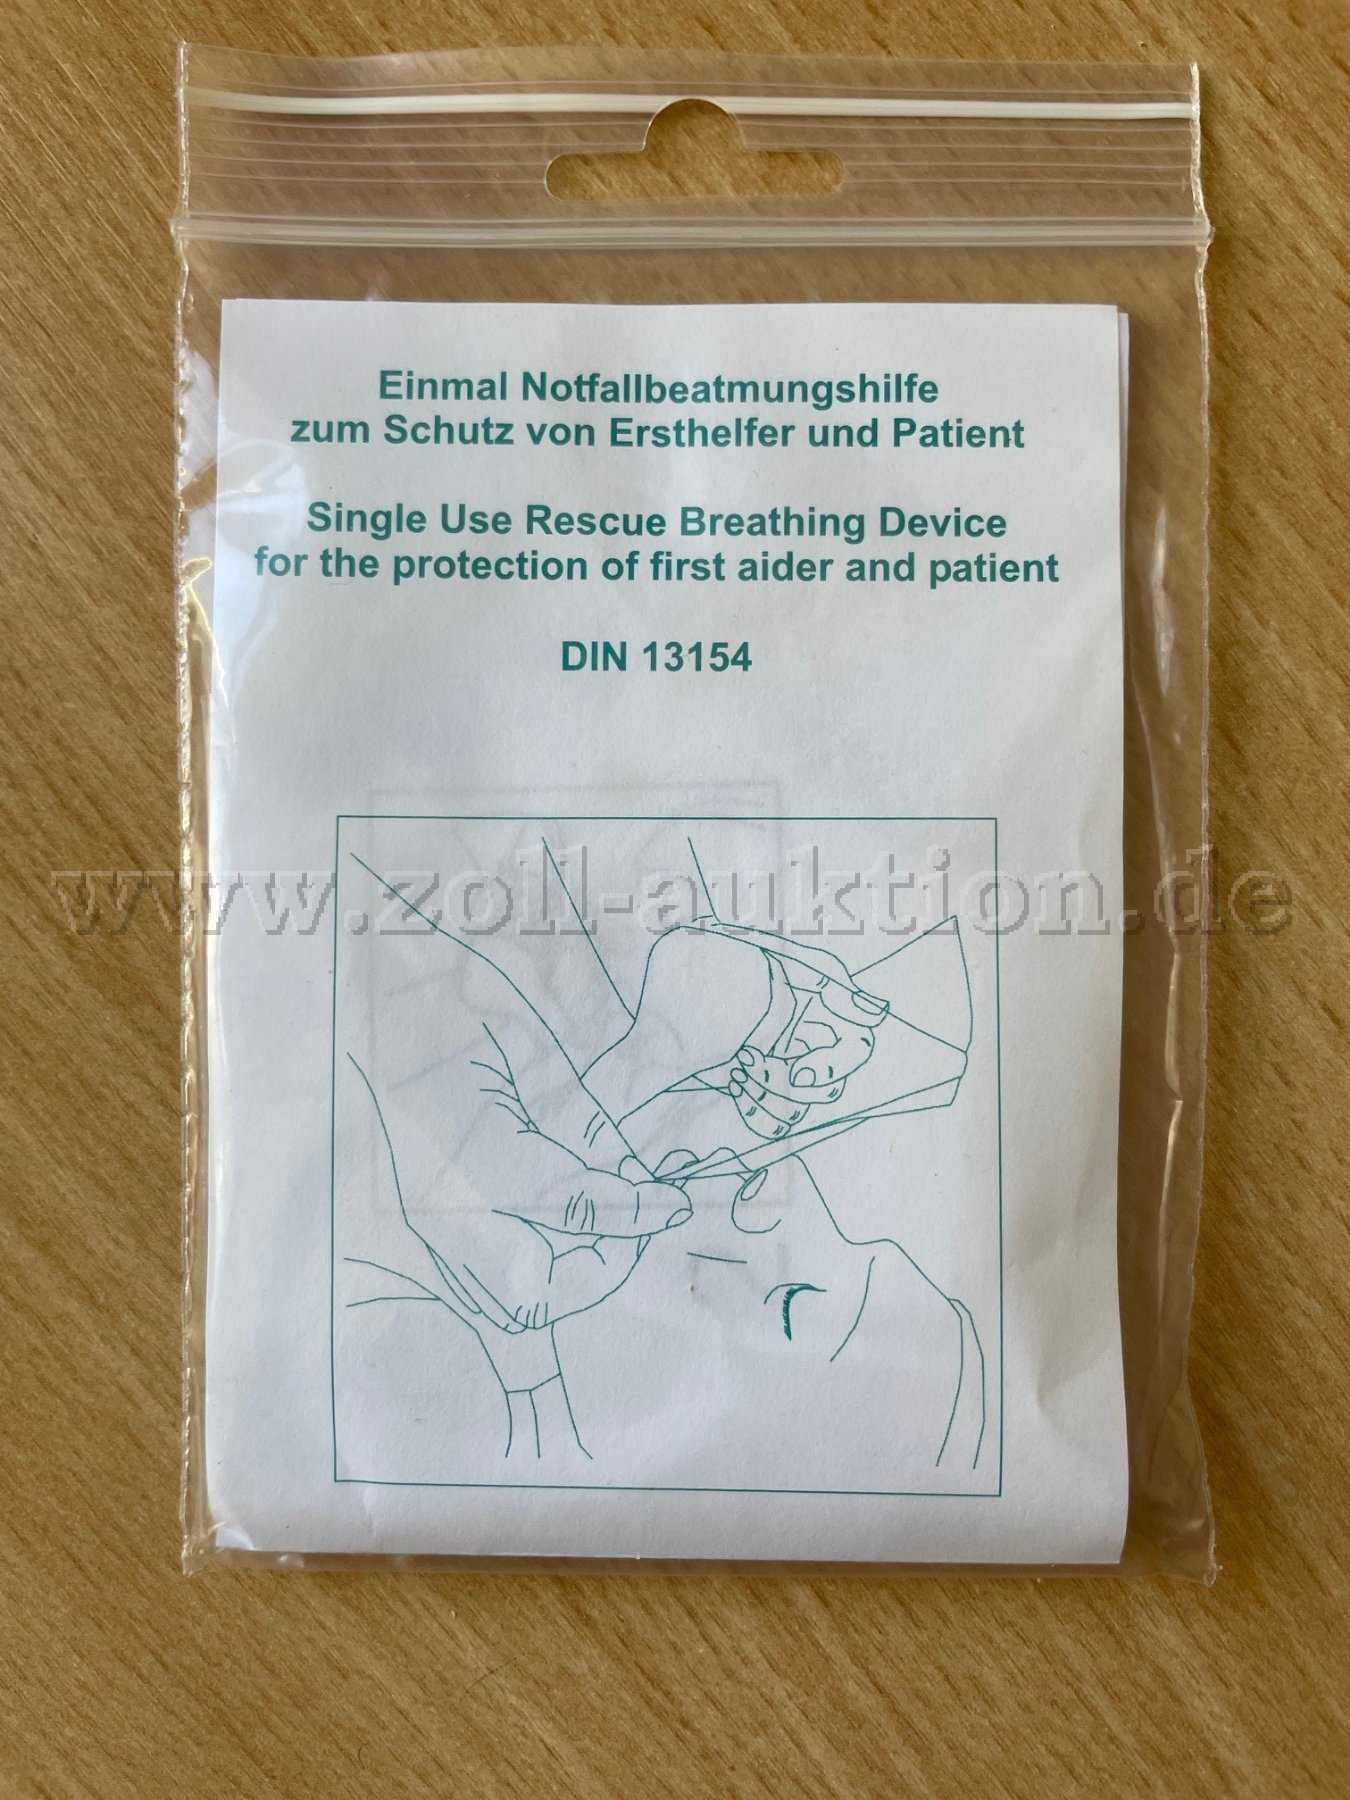 Einmal Notfallbeatmungshilfe
zum Schutz von Ersthelfer und Patient
Single Use Rescue Breathing Device
for the protection of first aider and patient
DIN 13154
www.zoll-auktion.de